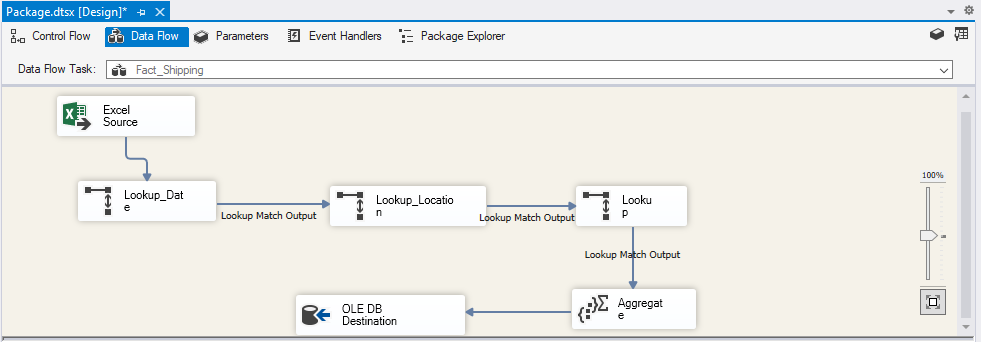 Package.dtsx [Design]*
Control Flow
Data Flow
Parameters
Event Handlers
Package Explorer
Data Flow Task:
Fact_Shipping
Excel
Source
Lookup_Dat
e
Lookup Match Output
Lookup_Locatio
n
Lookup Match Output
Looku
p
Lookup Match Output
Aggregat
e
OLE DB
Destination
100%